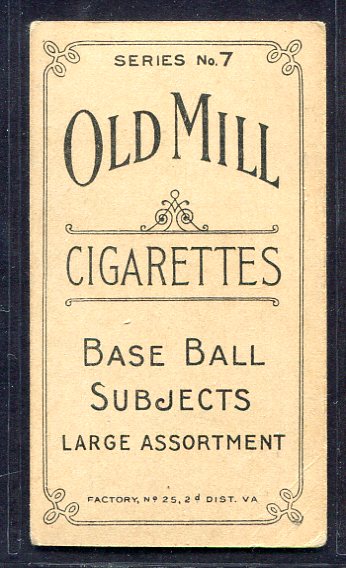 SERIES No. 7
OLD MILL
CIGARETTES
BASE BALL
SUBJECTS
LARGE ASSORTMENT
FACTORY, Nº 25, 2d DIST. VA